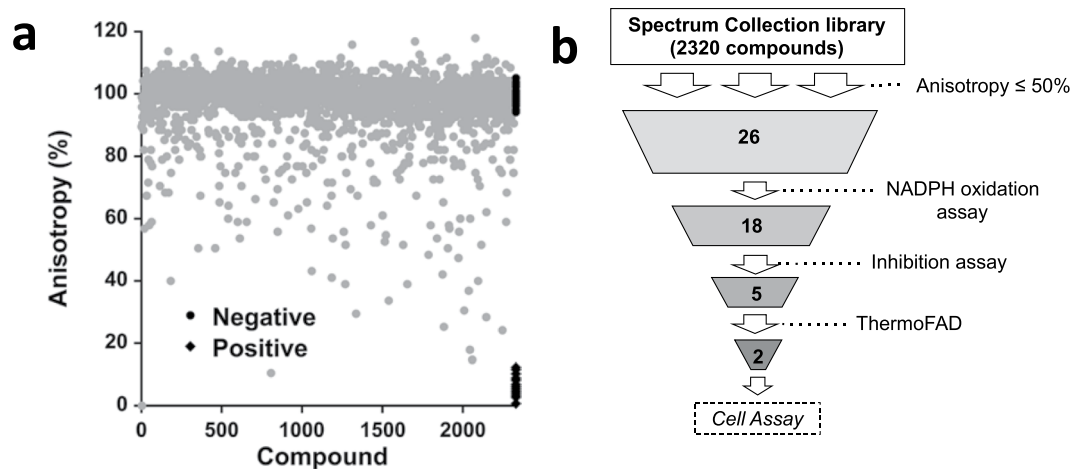 a
Anisotropy (%)
120
100
80
60
40
20
0
Negative
Positive
0
500
1000
1500
2000
Compound
b
Spectrum Collection library
(2320 compounds)
Anisotropy ≤ 50%
26
NADPH oxidation
assay
18
Inhibition assay
5
ThermoFAD
2
Cell Assay